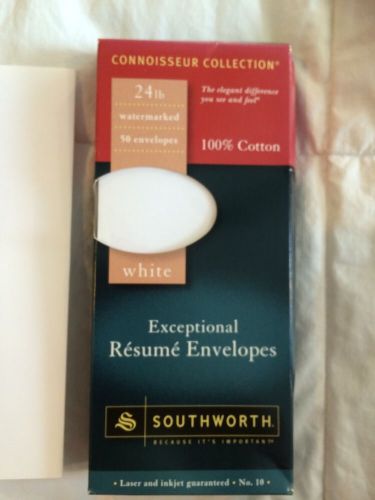 CONNOISSEUR COLLECTION®
24lb
watermarked
50 envelopes
The elegant difference
you see and feel®
100% Cotton
white
Exceptional
Résumé Envelopes
S SOUTHWORTH®
BECAUSE IT'S IMPORTANT™
• Laser and inkjet guaranteed • No. 10 •